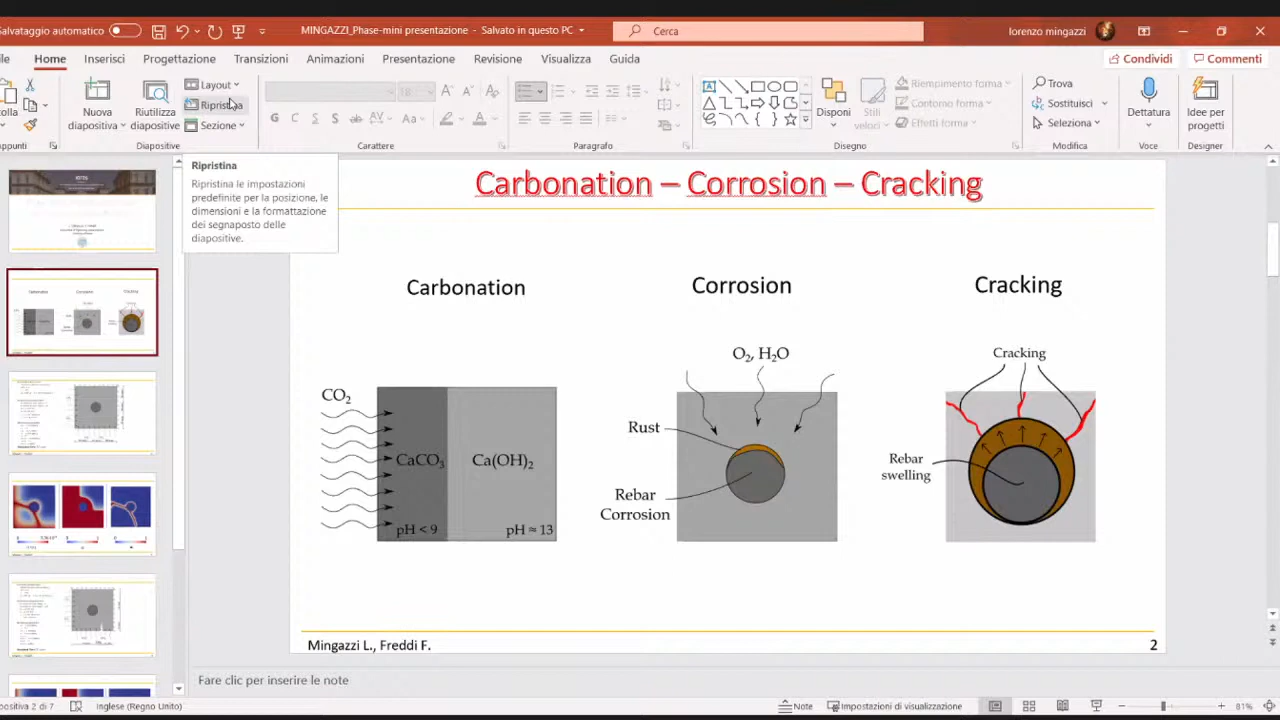 Salvataggio automatico
MINGAZZI_Phase-mini presentazione - Salvato in questo PC
Cerca
lorenzo mingazzi
Home
Inserisci
Progettazione
Transizioni
Animazioni
Presentazione
Revisione
Visualizza
Guida
Condividi
Commenti
Nuova
diapositiva
Riutilizza
diapositive
Layout
Ripristina
Sezione
18
Aa
Disponi
Stili
veloci
Riempimento forma
Contorno forma
Effetti forma
Trova
Sostituisci
Seleziona
Dettatura
Idee per
progetti
Diapositive
Carattere
Paragrafo
Disegno
Modifica
Voce
Designer
Ripristina
Ripristina le impostazioni
predefinite per la posizione, le
dimensioni e la formattazione
dei segnaposto delle
diapositive.
Carbonation – Corrosion – Cracking
Carbonation
Corrosion
Cracking
CO₂
CaCO₃
Ca(OH)₂
pH < 9
pH ≈ 13
O₂, H₂O
Rust
Rebar
Corrosion
Cracking
Rebar
swelling
Mingazzi L., Freddi F.
2
Fare clic per inserire le note
positiva 2 di 7
Inglese (Regno Unito)
Note
Impostazioni di visualizzazione
81%